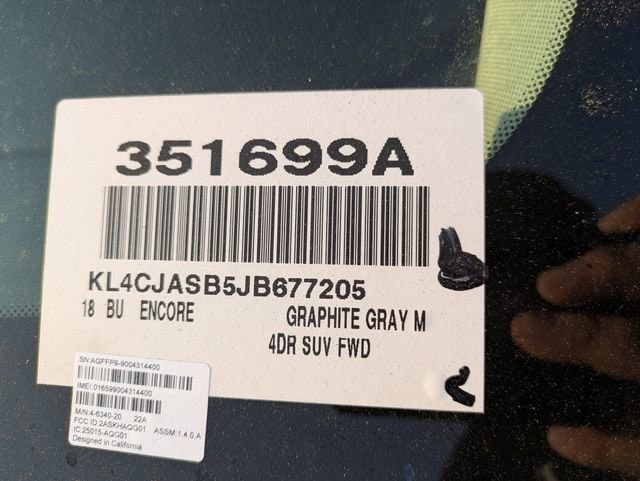 351699A
KL4CJASB5JB677205
18 BU ENCORE
GRAPHITE GRAY M
4DR SUV FWD
SN:AGFFP9-9004314400
IMEI:016599004314400
M/N:4-6340-20 22A
FCC ID:2ASKHAQG01 ASSM:1.4.0.A
IC:25015-AQG01
Designed in California